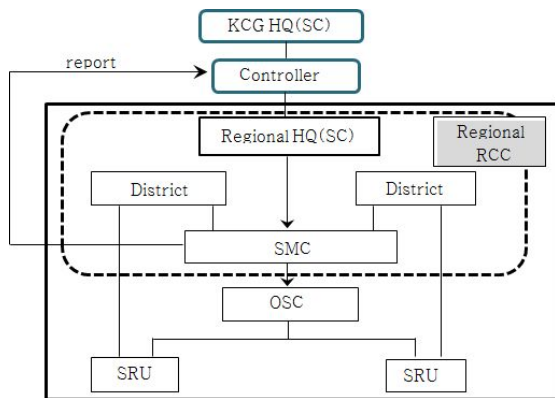 KCG HQ(SC)
report
Controller
Regional HQ(SC)
Regional
RCC
District
District
SMC
OSC
SRU
SRU